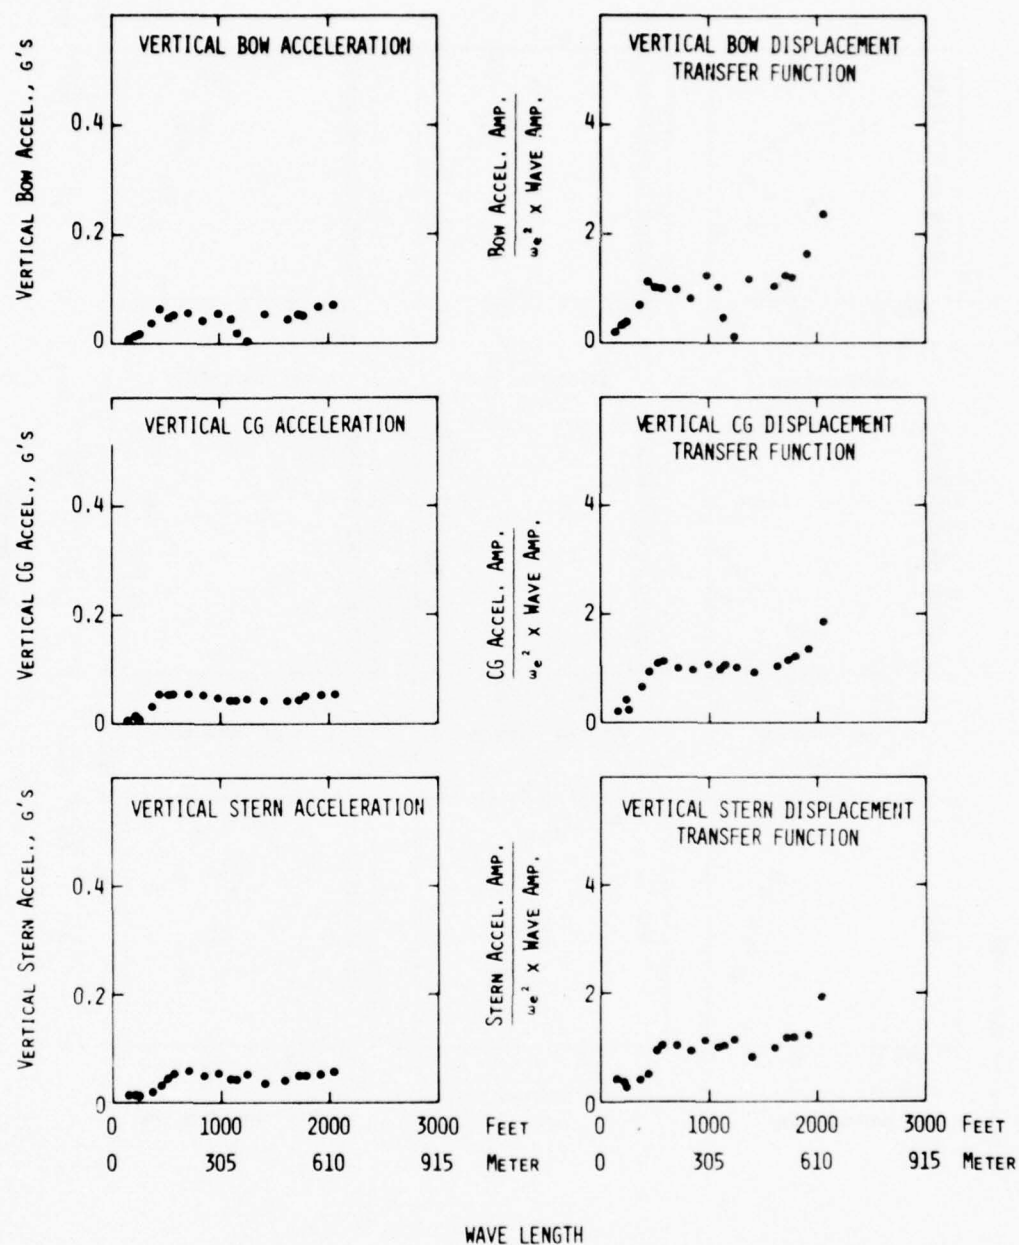 VERTICAL BOW ACCELERATION
VERTICAL BOW ACCEL., G'S
0.4
0.2
0
VERTICAL BOW DISPLACEMENT
TRANSFER FUNCTION
BOW ACCEL. AMP.
ωe² X WAVE AMP.
4
2
0
VERTICAL CG ACCELERATION
VERTICAL CG ACCEL., G'S
0.4
0.2
0
VERTICAL CG DISPLACEMENT
TRANSFER FUNCTION
CG ACCEL. AMP.
ωe² X WAVE AMP.
4
2
0
VERTICAL STERN ACCELERATION
VERTICAL STERN ACCEL., G'S
0.4
0.2
0
VERTICAL STERN DISPLACEMENT
TRANSFER FUNCTION
STERN ACCEL. AMP.
ωe² X WAVE AMP.
4
2
0
0 1000 2000 3000 FEET
0 305 610 915 METER
0 1000 2000 3000 FEET
0 305 610 915 METER
WAVE LENGTH